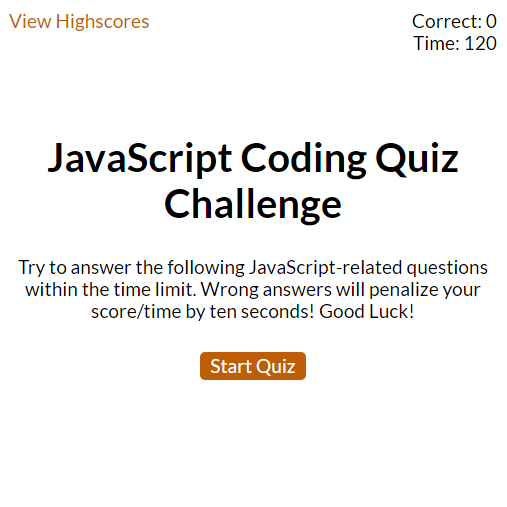 View Highscores
Correct: 0
Time: 120
JavaScript Coding Quiz
Challenge
Try to answer the following JavaScript-related questions
within the time limit. Wrong answers will penalize your
score/time by ten seconds! Good Luck!
Start Quiz